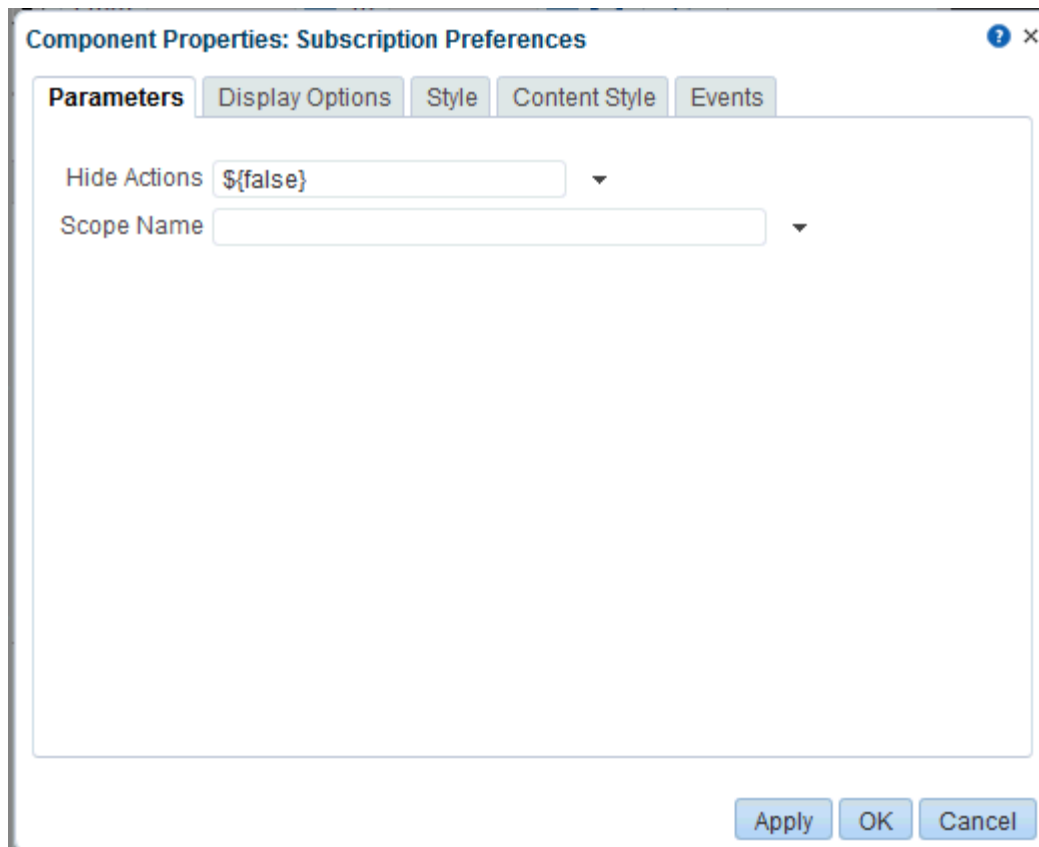 Component Properties: Subscription Preferences ? ×
Parameters Display Options Style Content Style Events
Hide Actions ${false}
Scope Name
Apply OK Cancel